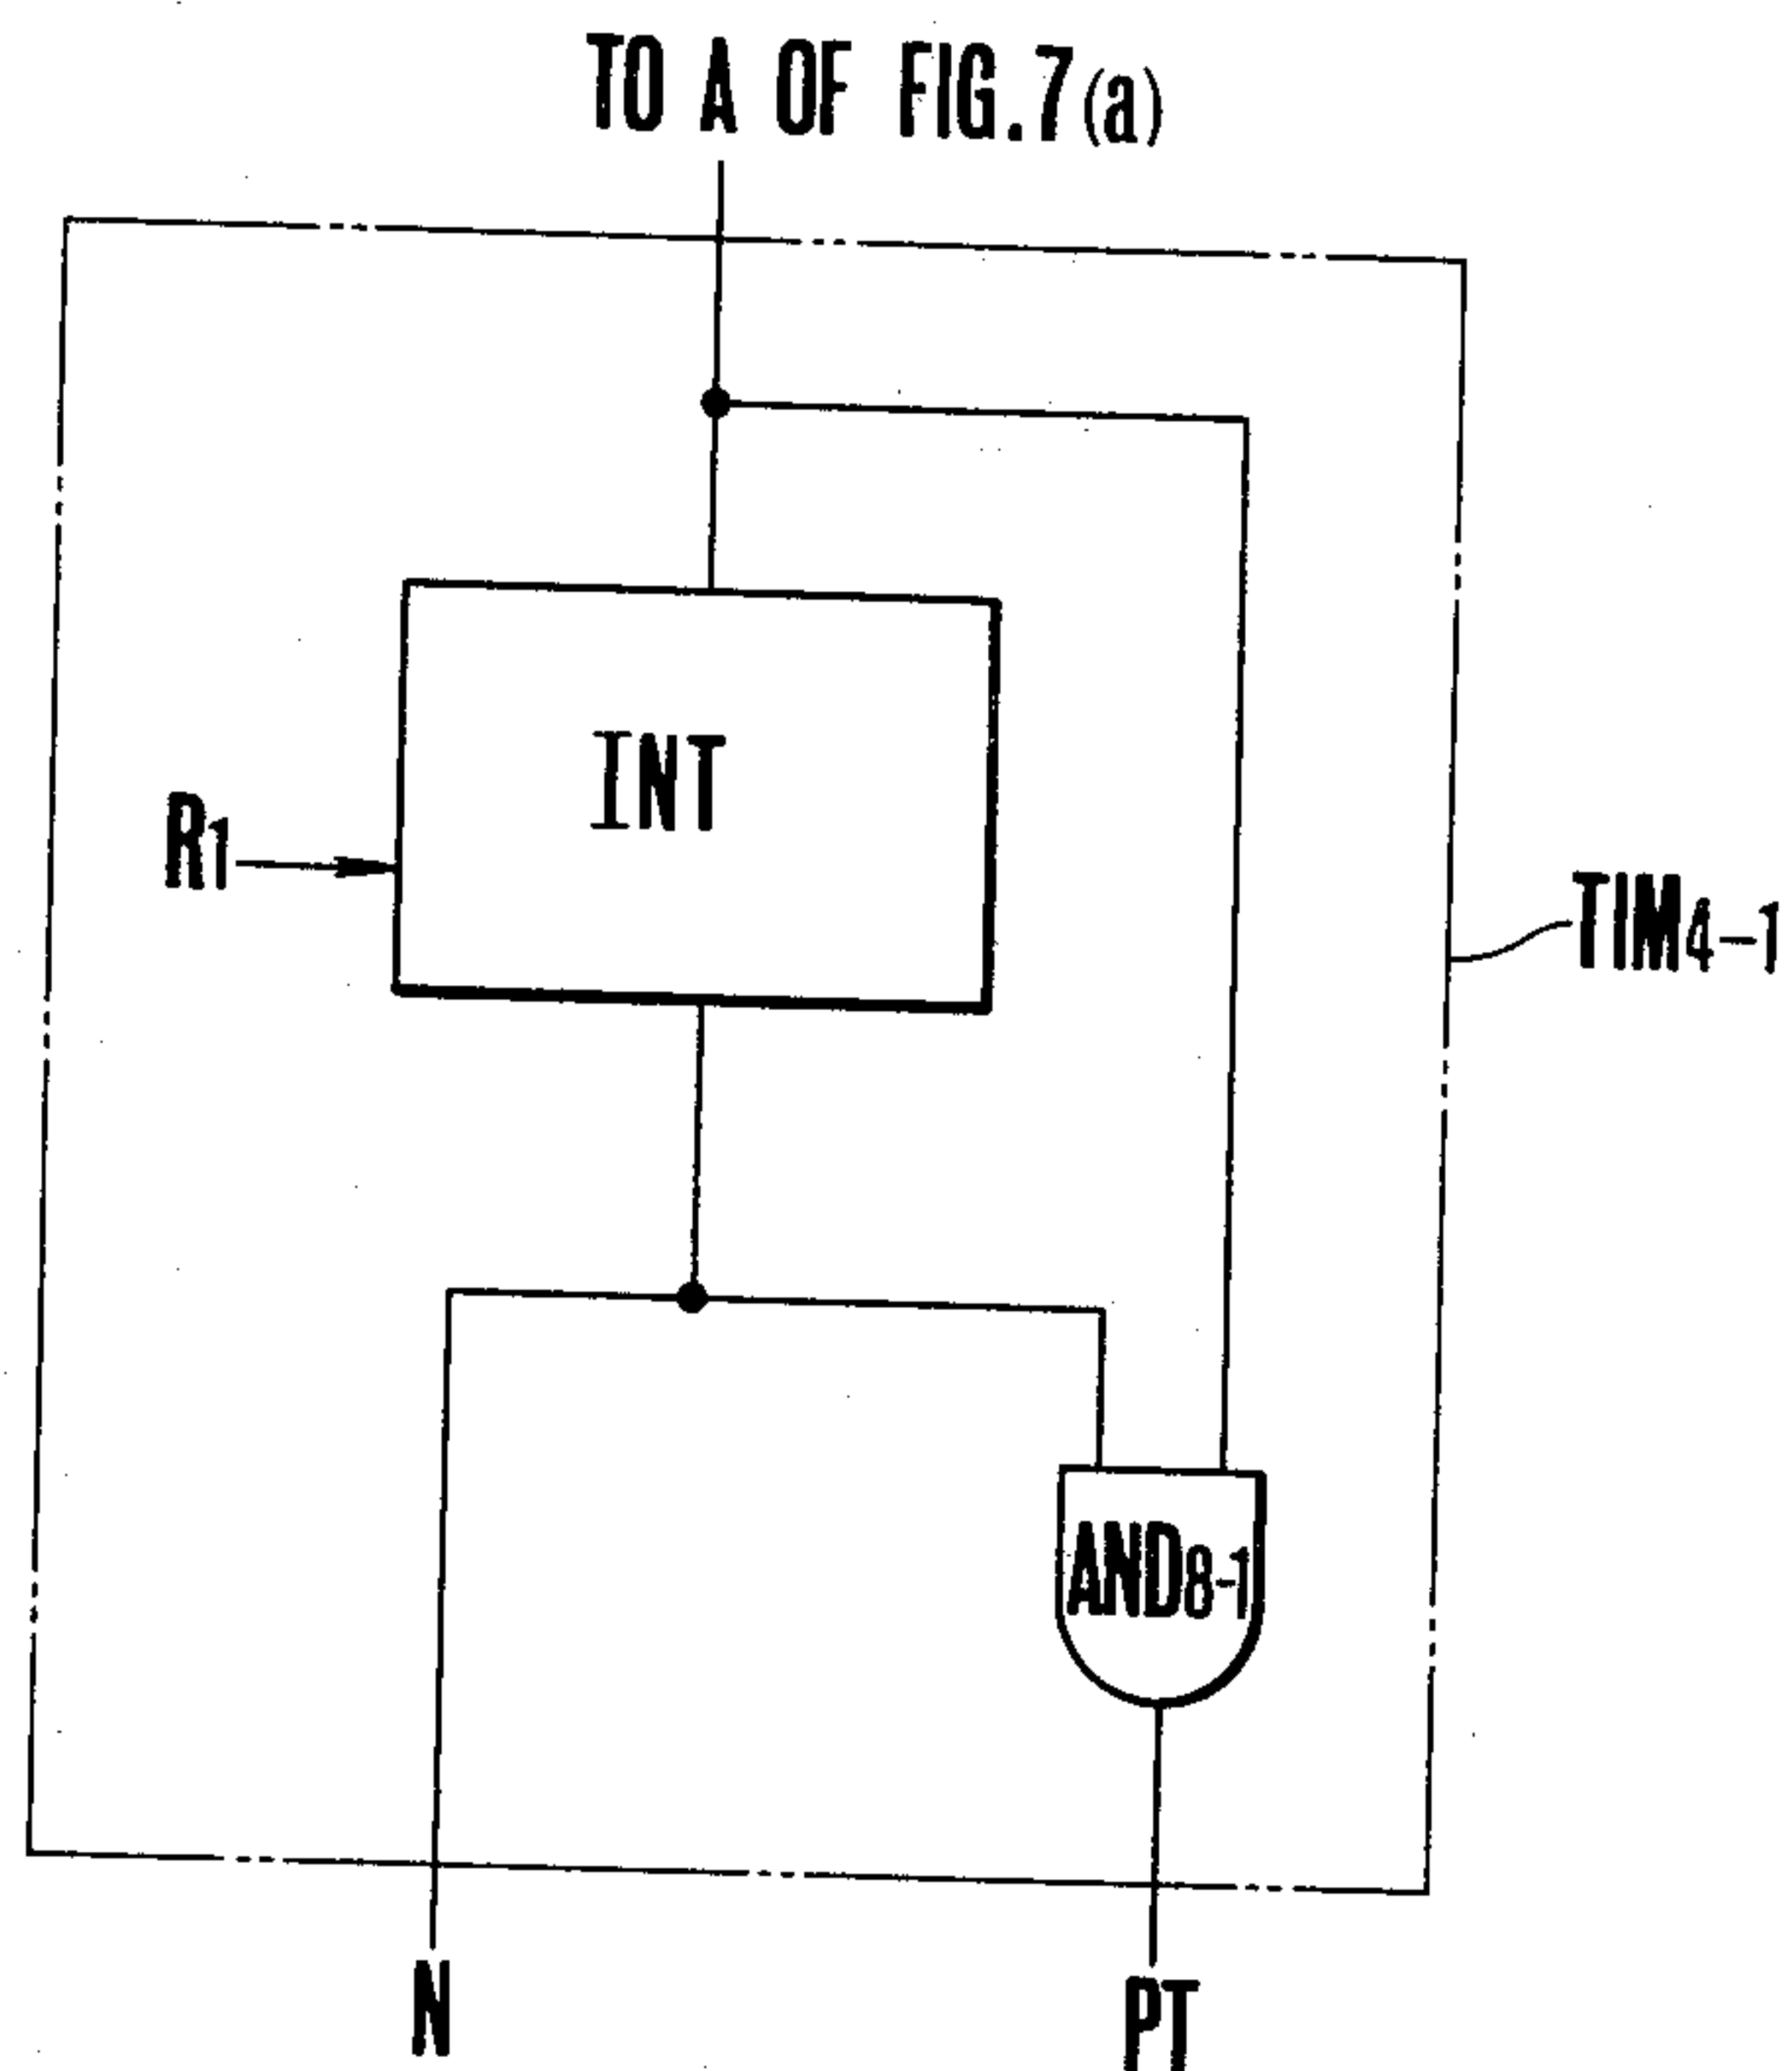 TO A OF FIG.7(a)
INT
R1
TIM4-1
AND8-1
N
PT